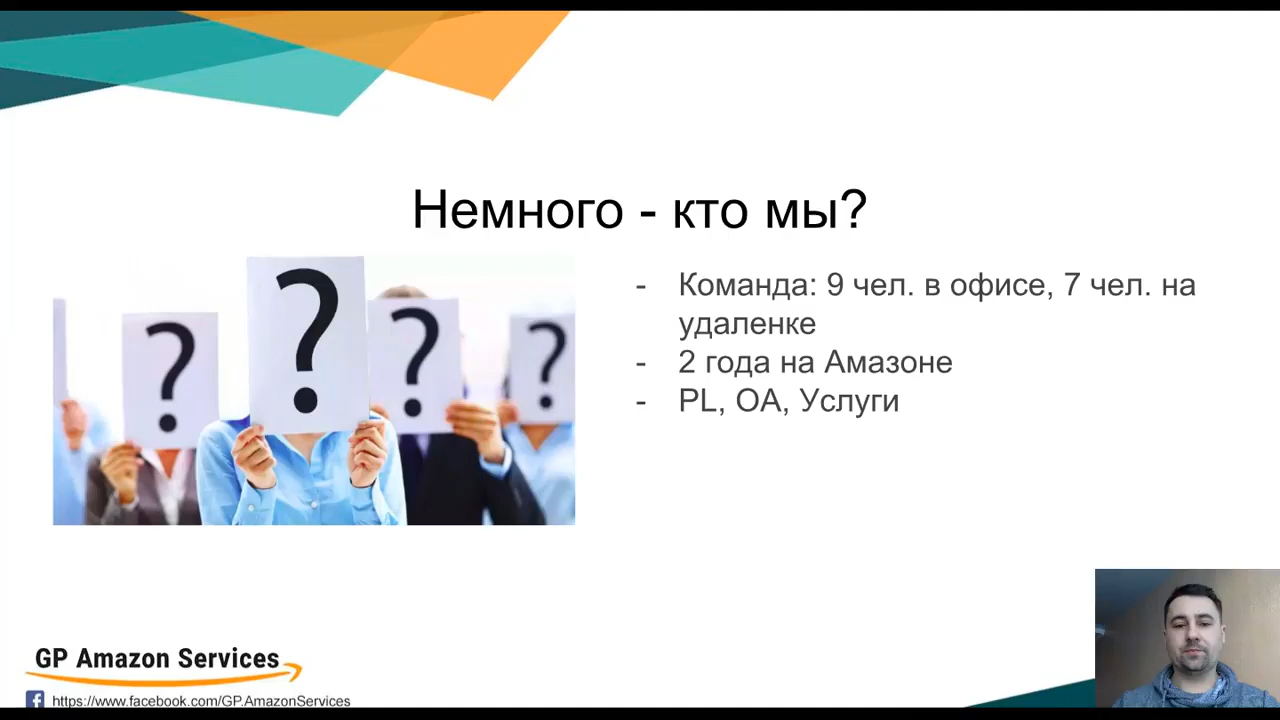 Немного - кто мы?
? ? ? ?
- Команда: 9 чел. в офисе, 7 чел. на
удаленке
- 2 года на Амазоне
- PL, OA, Услуги
GP Amazon Services
f https://www.facebook.com/GP.AmazonServices